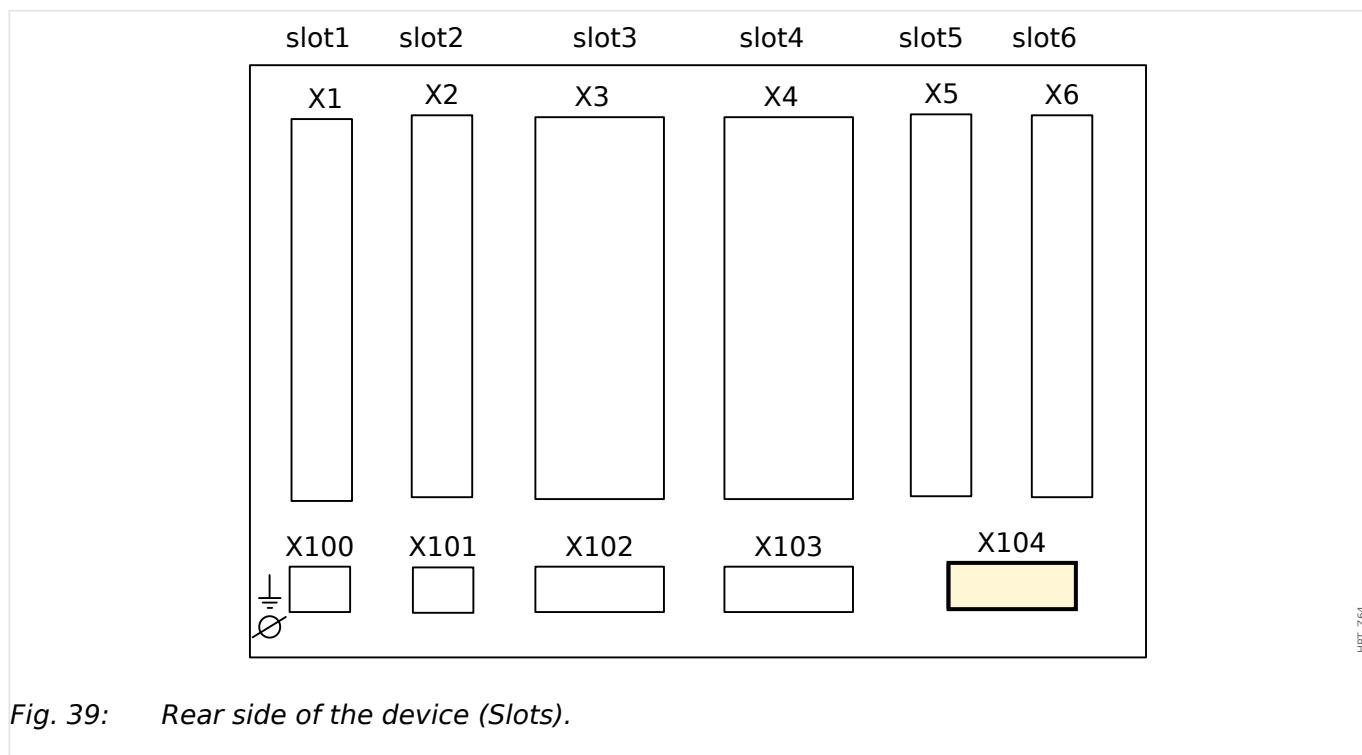 slot1 slot2 slot3 slot4 slot5 slot6
X1 X2 X3 X4 X5 X6
X100 X101 X102 X103 X104
HPT_Z64
Fig. 39: Rear side of the device (Slots).